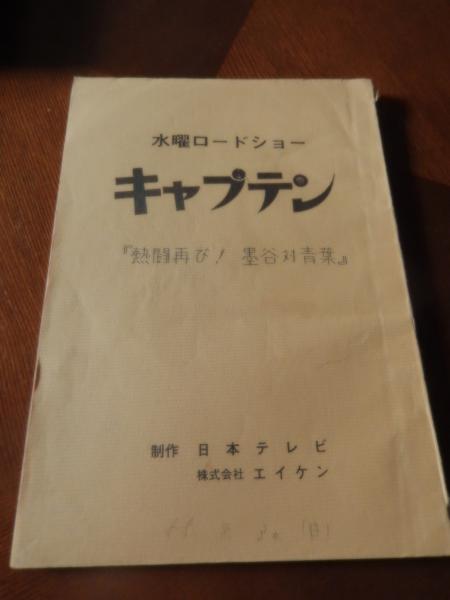 水曜ロードショー
キャプテン
『熱闘再び! 墨谷対青葉』
制作 日本テレビ
株式会社 エイケン